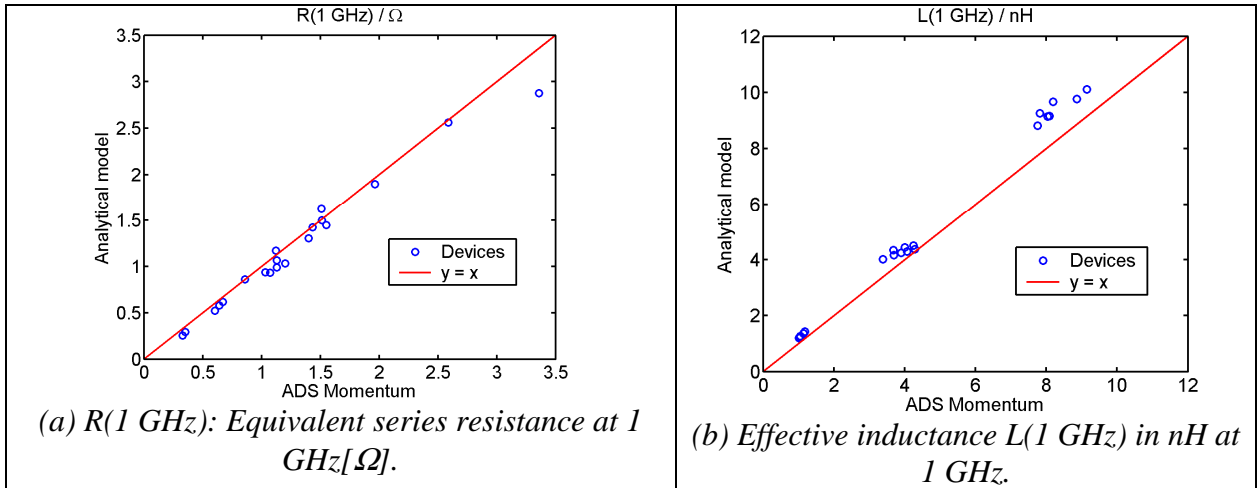 R(1 GHz) / Ω
3.5
3
2.5
2
1.5
1
0.5
0
Analytical model
Devices
y = x
0 0.5 1 1.5 2 2.5 3 3.5
ADS Momentum
(a) R(1 GHz): Equivalent series resistance at 1
GHz[Ω].
L(1 GHz) / nH
12
10
8
6
4
2
0
Analytical model
Devices
y = x
0 2 4 6 8 10 12
ADS Momentum
(b) Effective inductance L(1 GHz) in nH at
1 GHz.